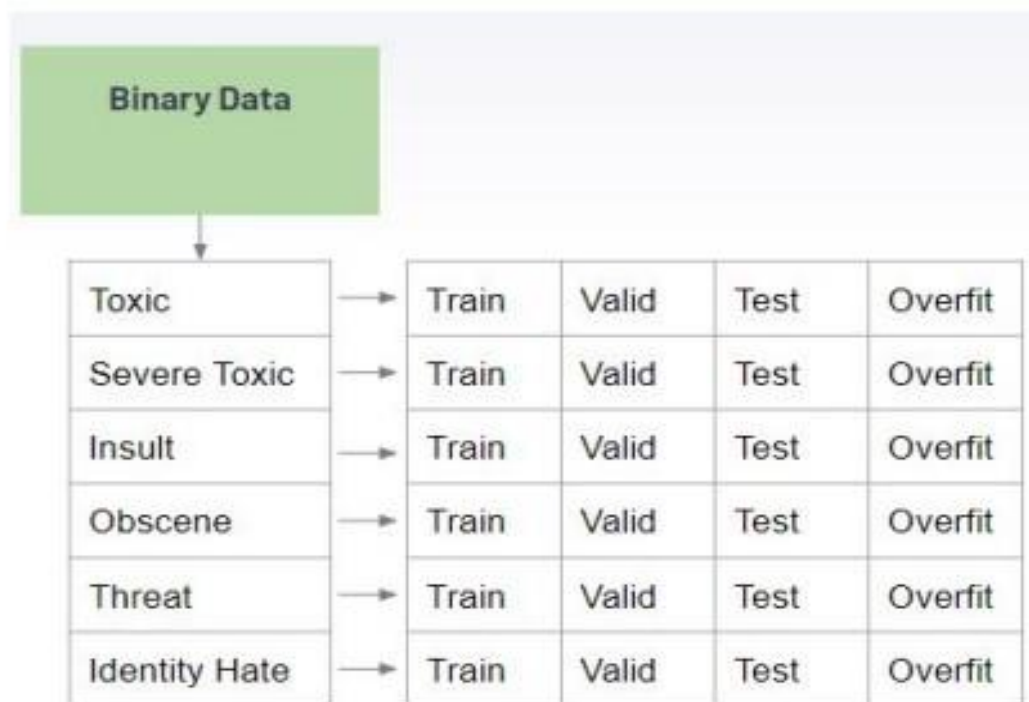 Binary Data
Toxic Train Valid Test Overfit
Severe Toxic Train Valid Test Overfit
Insult Train Valid Test Overfit
Obscene Train Valid Test Overfit
Threat Train Valid Test Overfit
Identity Hate Train Valid Test Overfit